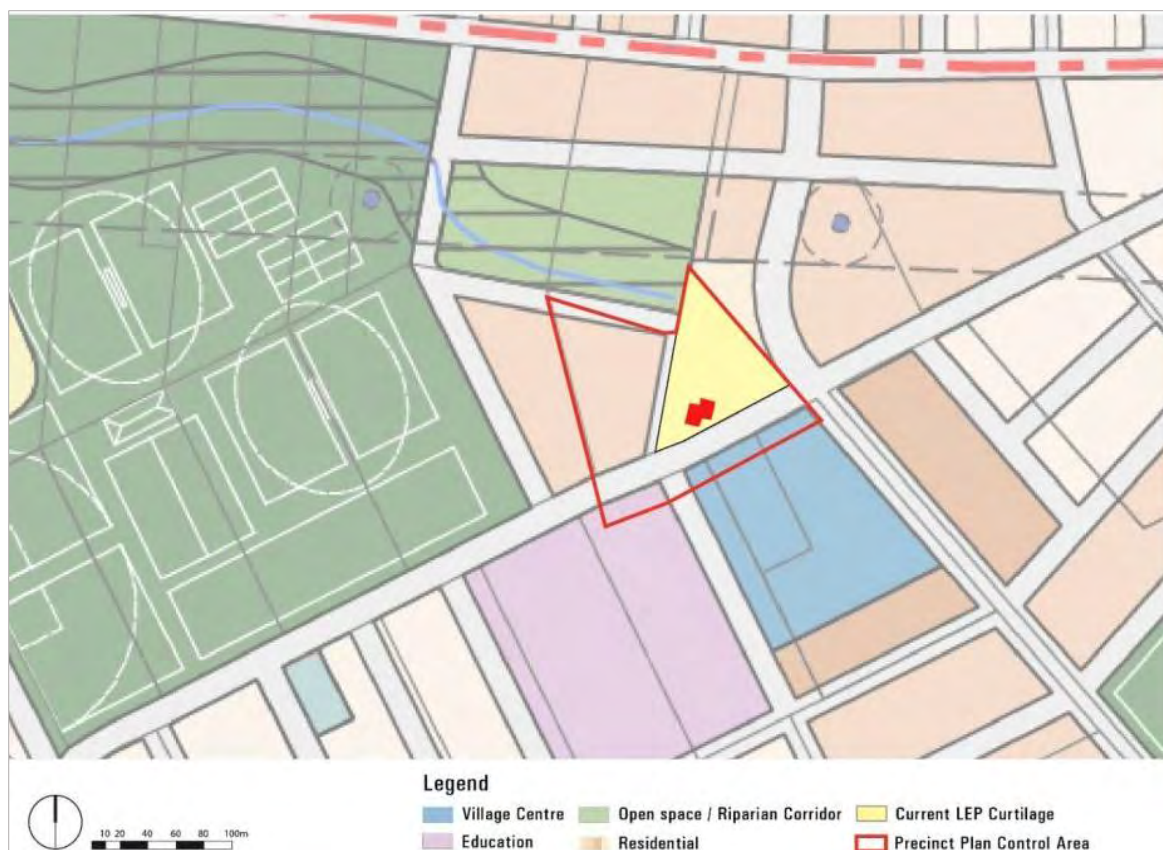 Legend
Village Centre
Open space / Riparian Corridor
Current LEP Curtilage
10 20 40 60 80 100m
Education
Residential
Precinct Plan Control Area